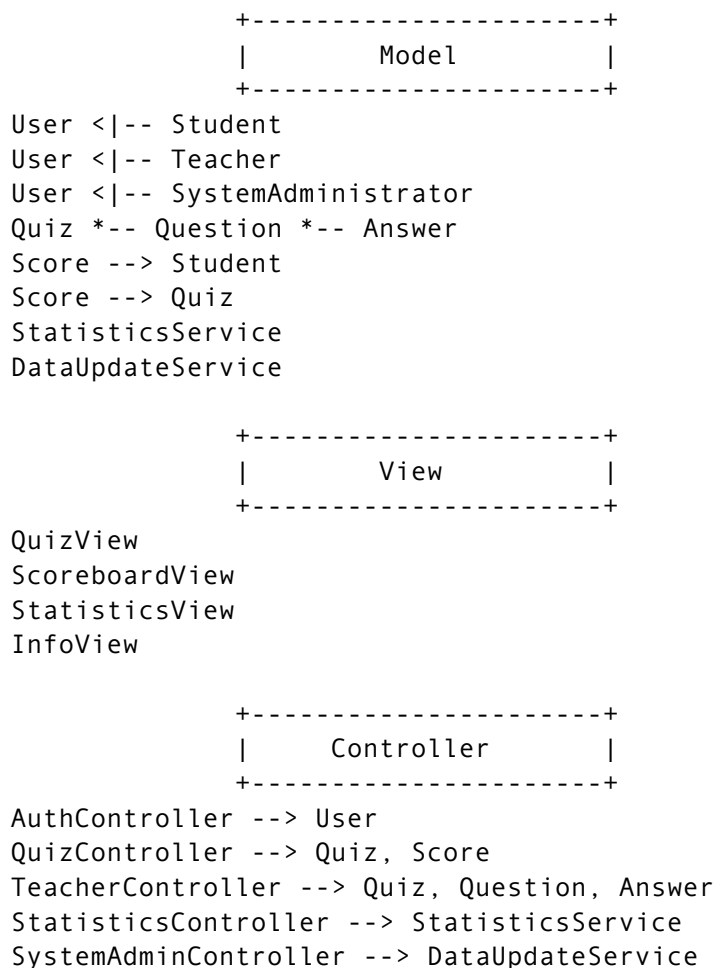 +----------------------+
|        Model         |
+----------------------+
User <|-- Student
User <|-- Teacher
User <|-- SystemAdministrator
Quiz *-- Question *-- Answer
Score --> Student
Score --> Quiz
StatisticsService
DataUpdateService
+----------------------+
|        View         |
+----------------------+
QuizView
ScoreboardView
StatisticsView
InfoView
+----------------------+
|     Controller       |
+----------------------+
AuthController --> User
QuizController --> Quiz, Score
TeacherController --> Quiz, Question, Answer
StatisticsController --> StatisticsService
SystemAdminController --> DataUpdateService